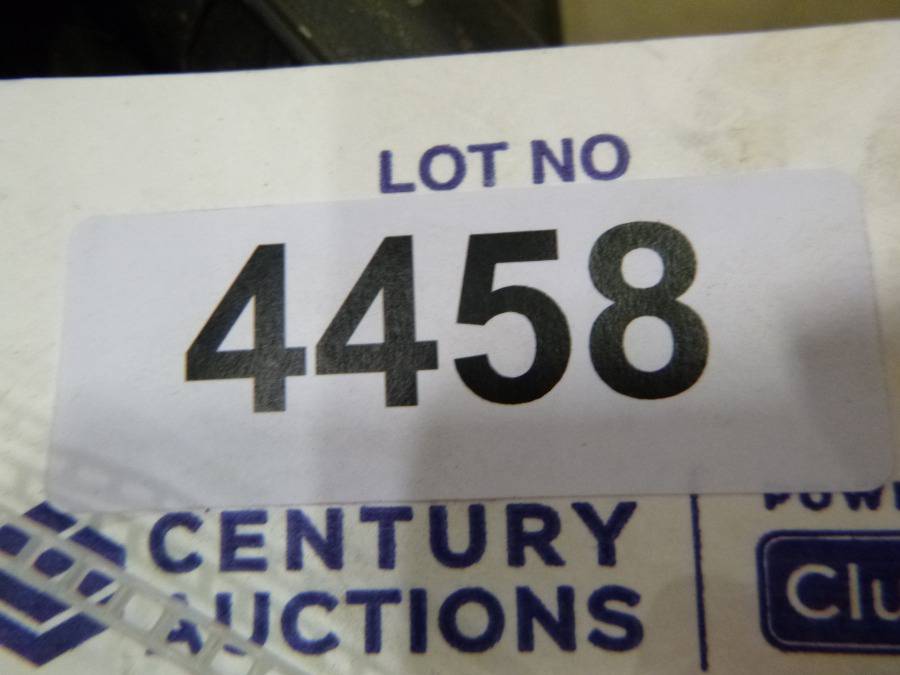 LOT NO
4458
CENTURY
AUCTIONS